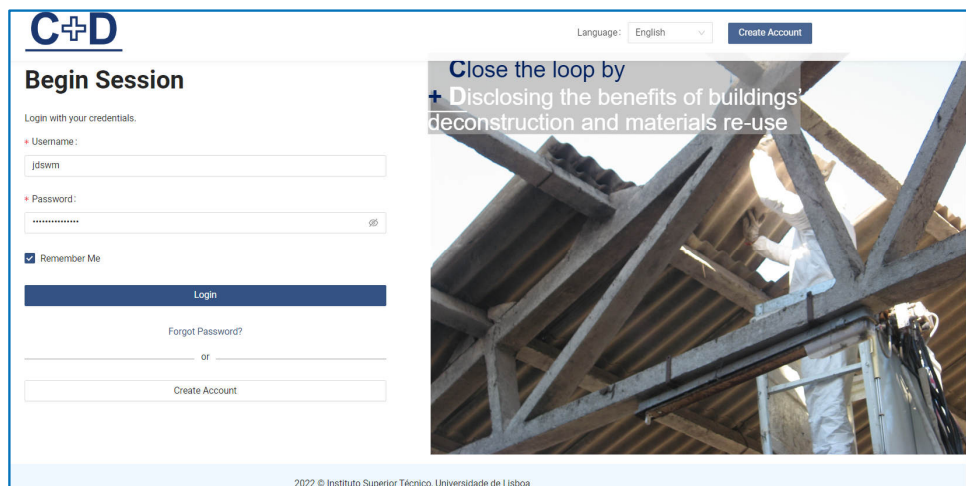 C+D
Language: English
Create Account
Begin Session
Login with your credentials.
* Username:
jdswm
* Password:
•••••••••••••••
Remember Me
Login
Forgot Password?
or
Create Account
Close the loop by
+ Disclosing the benefits of buildings'
deconstruction and materials re-use
2022 © Instituto Superior Técnico, Universidade de Lisboa